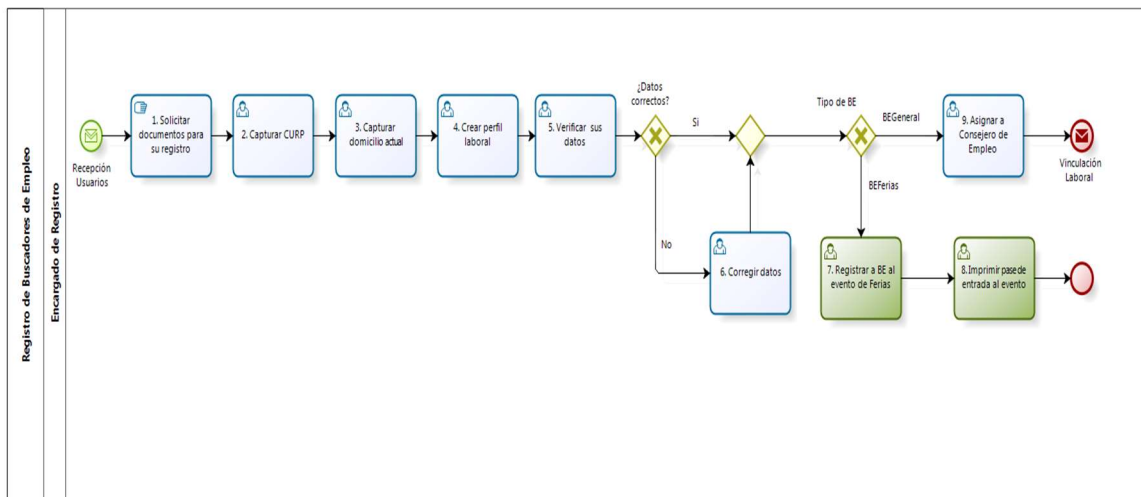 Registro de Buscadores de Empleo
Encargado de Registro
Recepción
Usuarios
1. Solicitar
documentos para
su registro
2. Capturar CURP
3. Capturar
domicilio actual
4. Crear perfil
laboral
5. Verificar sus
datos
¿Datos
correctos?
Si
No
6. Corregir datos
Tipo de BE
BEGeneral
BEFerias
9. Asignar a
Consejero de
Empleo
Vinculación
Laboral
7. Registrar a BE al
evento de Ferias
8. Imprimir pase de
entrada al evento